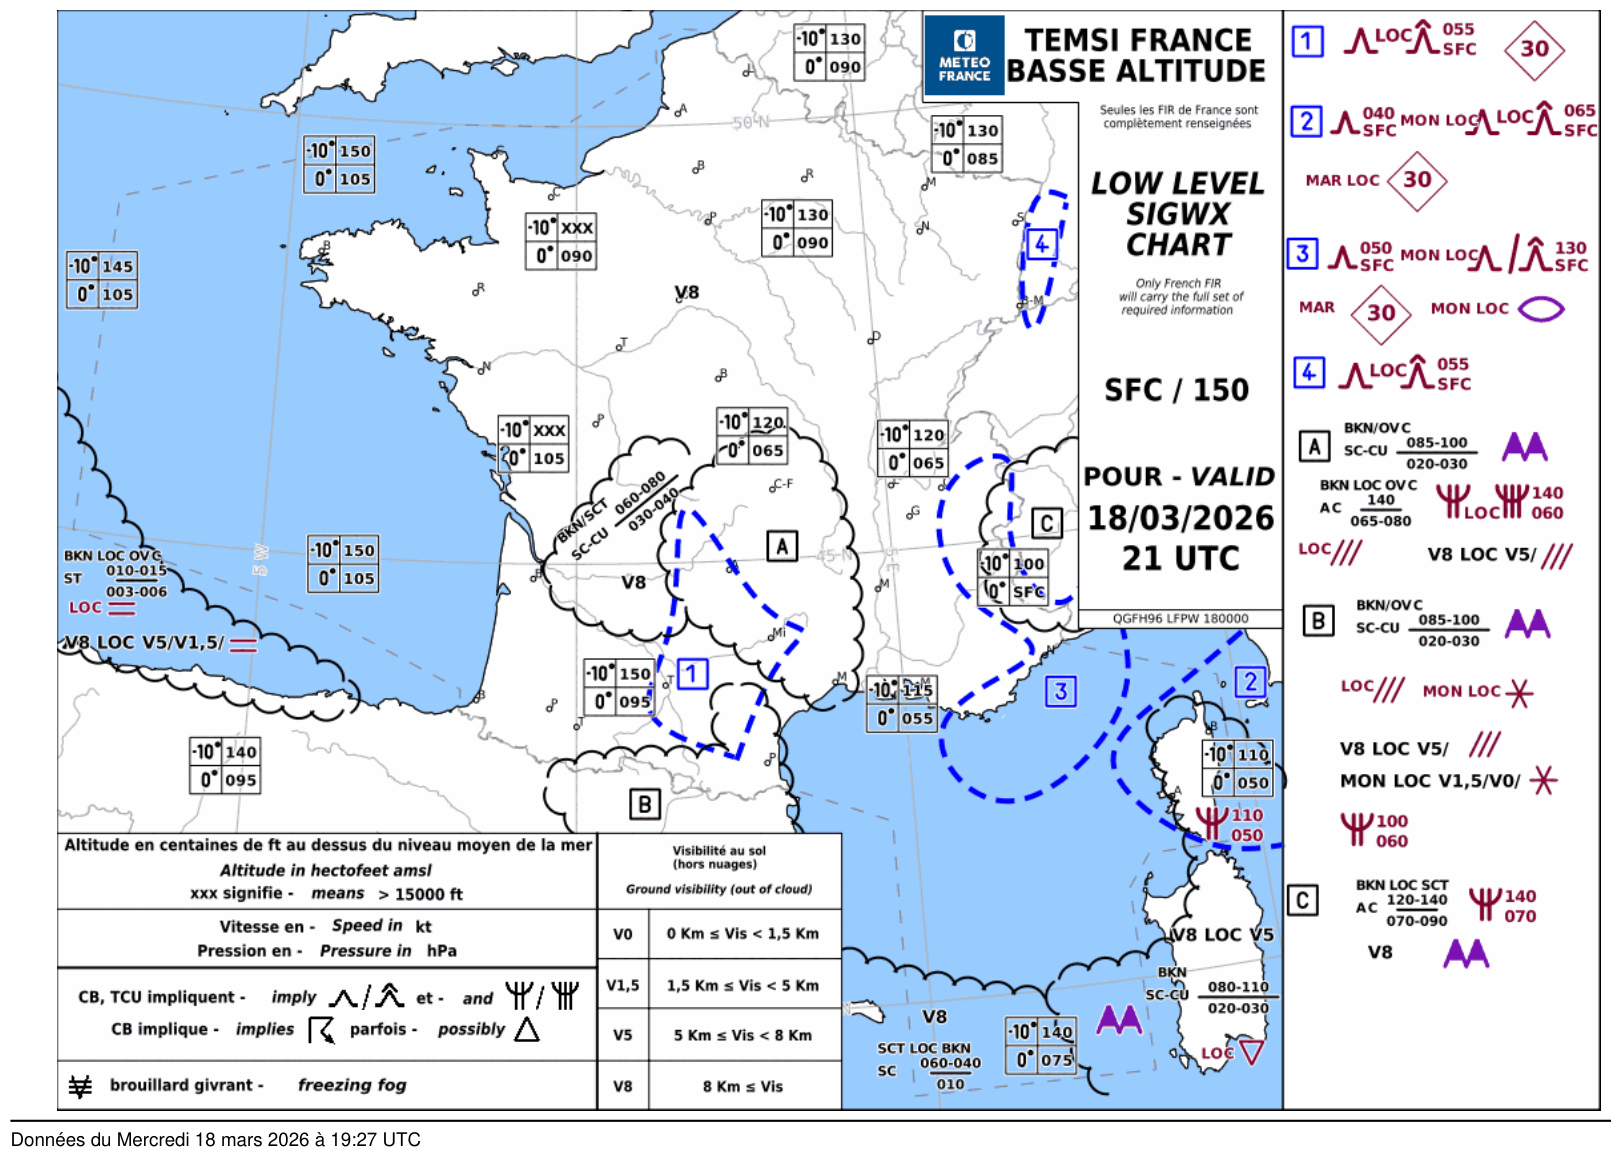 METEO
FRANCE
TEMSI FRANCE
BASSE ALTITUDE
Seules les FIR de France sont
complètement renseignées
LOW LEVEL
SIGWX
CHART
Only French FIR
will carry the full set of
required information
SFC / 150
POUR - VALID
18/03/2026
21 UTC
QGFH96 LFPW 180000
-10° 130
0° 090
-10° 130
0° 085
-10° 150
0° 105
-10° XXX
0° 090
-10° 130
0° 090
-10° 145
0° 105
-10° XXX
0° 105
-10° 120
0° 065
-10° 120
0° 065
-10° 150
0° 105
-10° 100
0° SFC
-10° 150
0° 095
-10° 115
0° 055
-10° 140
0° 095
-10° 110
0° 050
-10° 140
0° 075
50°N
45°N
5°W
5°E
L
A
C
B
R
M
C
P
N
S
B
R
B-M
T
D
N
B
P
C-F
L
G
B
A
M
Mi
T
M
M
N
B
P
T
P
B
A
V8
BKN/SCT
SC-CU
060-080
030-040
V8
A
B
C
1
2
3
4
BKN LOC OVC
ST
010-015
003-006
LOC
V8 LOC V5/V1,5/
110
050
V8 LOC V5
BKN
SC-CU
080-110
020-030
LOC
V8
SCT LOC BKN
SC
060-040
010
1
LOC
055
SFC
30
2
040
SFC
MON LOC
LOC
065
SFC
MAR LOC
30
3
050
SFC
MON LOC
/
130
SFC
MAR
30
MON LOC
4
LOC
055
SFC
A
BKN/OVC
SC-CU
085-100
020-030
BKN LOC OVC
AC
140
065-080
LOC
140
060
LOC
V8 LOC V5/
B
BKN/OVC
SC-CU
085-100
020-030
LOC
MON LOC
V8 LOC V5/
MON LOC V1,5/V0/
100
060
C
BKN LOC SCT
AC
120-140
070-090
140
070
V8
Altitude en centaines de ft au dessus du niveau moyen de la mer
Altitude in hectofeet amsl
xxx signifie - means > 15000 ft
Vitesse en - Speed in kt
Pression en - Pressure in hPa
CB, TCU impliquent - imply / et - and /
CB implique - implies parfois - possibly
brouillard givrant - freezing fog
Visibilité au sol
(hors nuages)
Ground visibility (out of cloud)
V0 0 Km ≤ Vis < 1,5 Km
V1,5 1,5 Km ≤ Vis < 5 Km
V5 5 Km ≤ Vis < 8 Km
V8 8 Km ≤ Vis
Données du Mercredi 18 mars 2026 à 19:27 UTC